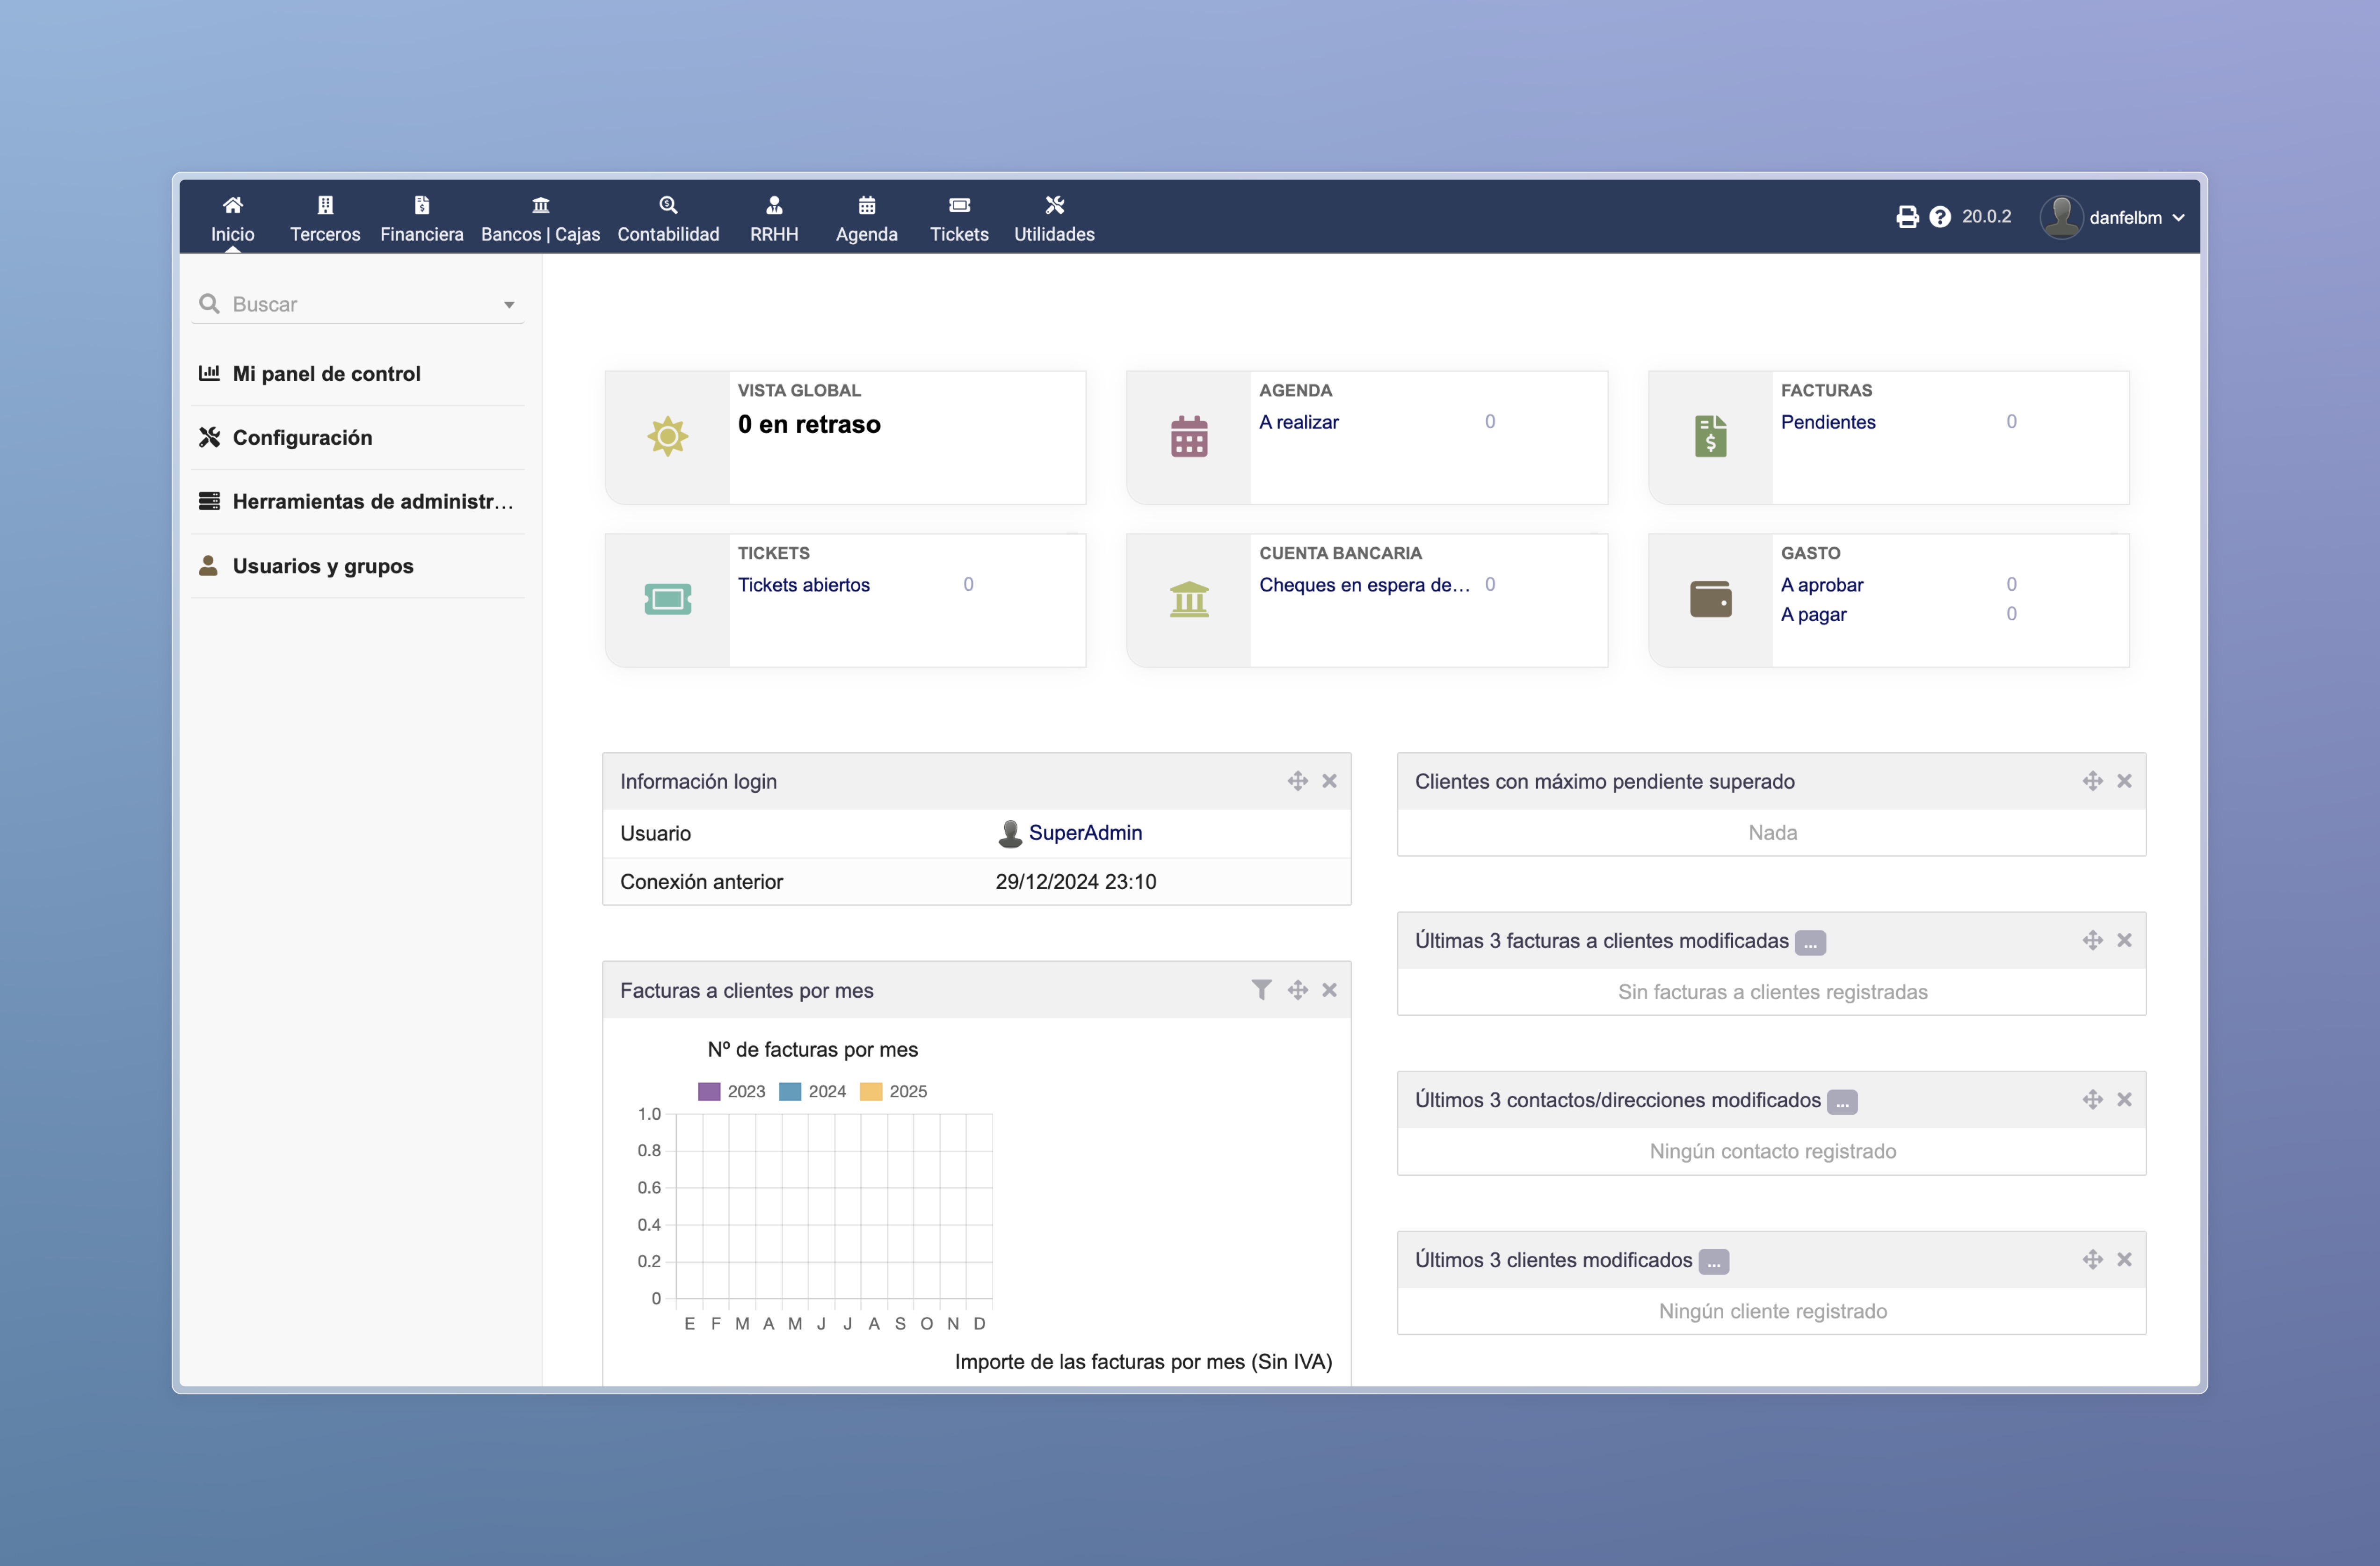 Inicio Terceros Financiera Bancos | Cajas Contabilidad RRHH Agenda Tickets Utilidades
20.0.2 danfelbm
Buscar
Mi panel de control
Configuración
Herramientas de administr...
Usuarios y grupos
VISTA GLOBAL
0 en retraso
AGENDA
A realizar 0
FACTURAS
Pendientes 0
TICKETS
Tickets abiertos 0
CUENTA BANCARIA
Cheques en espera de... 0
GASTO
A aprobar 0
A pagar 0
Información login
Usuario SuperAdmin
Conexión anterior 29/12/2024 23:10
Facturas a clientes por mes
Nº de facturas por mes
2023 2024 2025
1.0
0.8
0.6
0.4
0.2
0
E F M A M J J A S O N D
Importe de las facturas por mes (Sin IVA)
Clientes con máximo pendiente superado
Nada
Últimas 3 facturas a clientes modificadas ...
Sin facturas a clientes registradas
Últimos 3 contactos/direcciones modificados ...
Ningún contacto registrado
Últimos 3 clientes modificados ...
Ningún cliente registrado